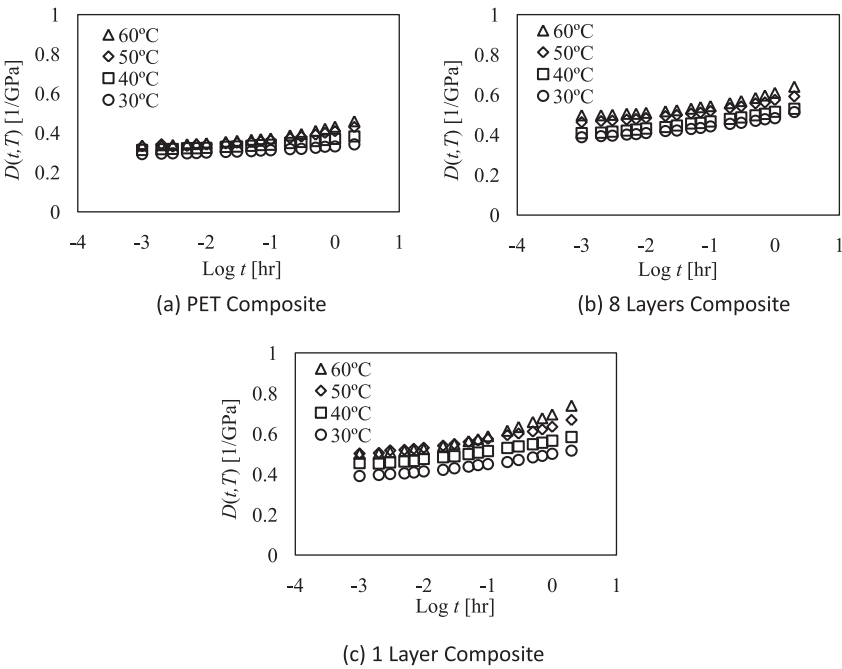 1
0.8
0.6
0.4
0.2
0
D(t,T) [1/GPa]
60ºC
50ºC
40ºC
30ºC
-4 -3 -2 -1 0 1
Log t [hr]
(a) PET Composite
1
0.8
0.6
0.4
0.2
0
D(t,T) [1/GPa]
60ºC
50ºC
40ºC
30ºC
-4 -3 -2 -1 0 1
Log t [hr]
(b) 8 Layers Composite
1
0.8
0.6
0.4
0.2
0
D(t,T) [1/GPa]
60ºC
50ºC
40ºC
30ºC
-4 -3 -2 -1 0 1
Log t [hr]
(c) 1 Layer Composite